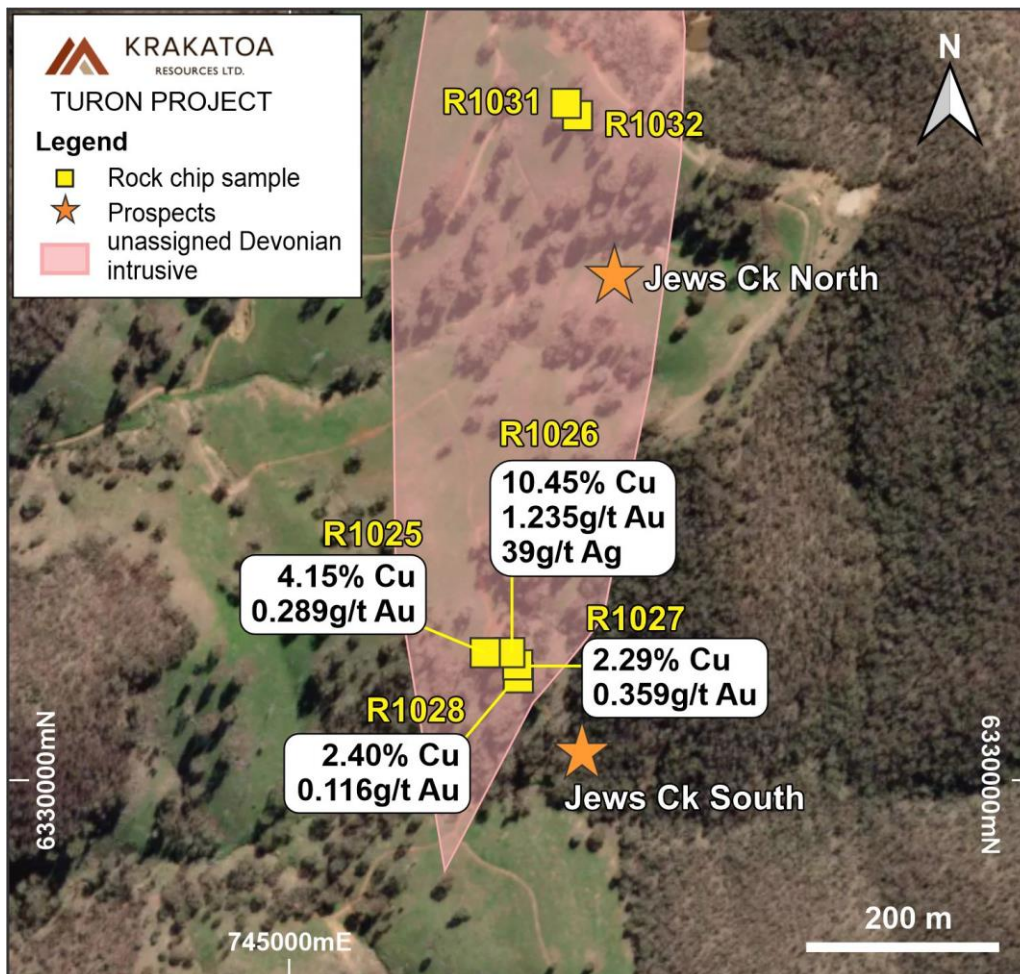 KRAKATOA
RESOURCES LTD.
TURON PROJECT
Legend
Rock chip sample
Prospects
unassigned Devonian
intrusive
N
R1031
R1032
Jews Ck North
R1026
10.45% Cu
1.235g/t Au
39g/t Ag
R1025
4.15% Cu
0.289g/t Au
R1027
2.29% Cu
0.359g/t Au
R1028
2.40% Cu
0.116g/t Au
Jews Ck South
6330000mN
6330000mN
745000mE
200 m